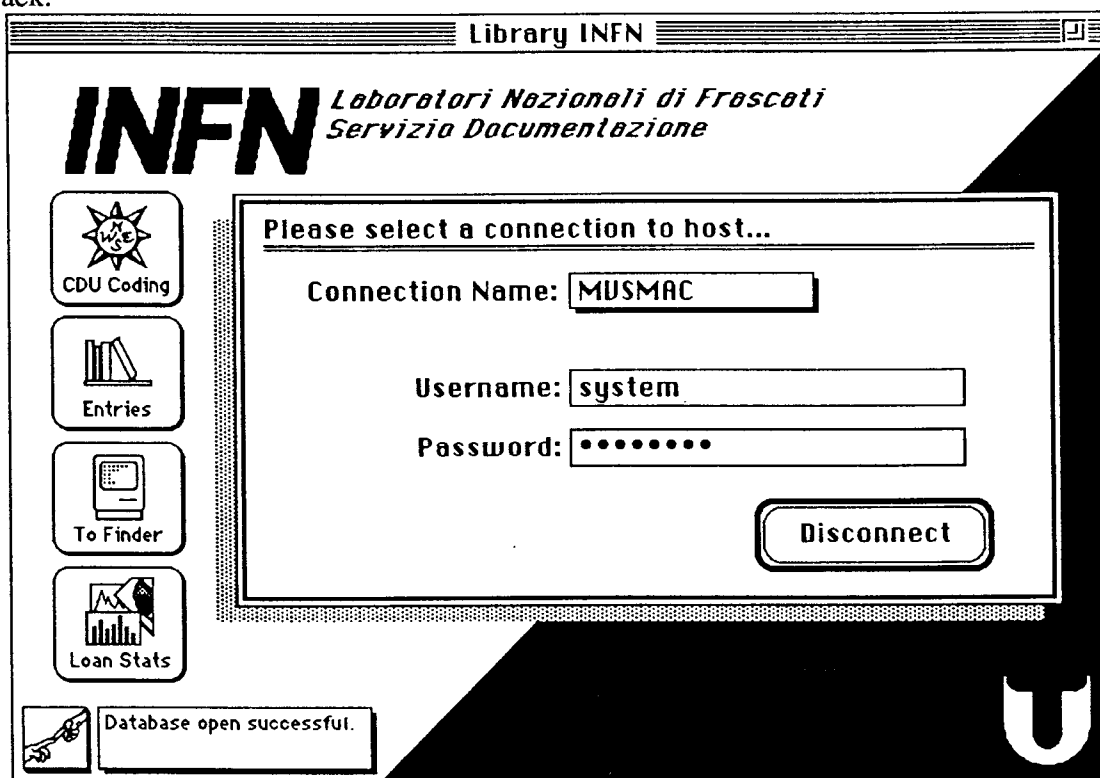 ack.
Library INFN
INFN
Laboratori Nazionali di Frascati
Servizio Documentazione
Please select a connection to host...
Connection Name: MVSMAC
Username: system
Password: ••••••••
Disconnect
N
W S E
CDU Coding
Entries
To Finder
Loan Stats
Database open successful.